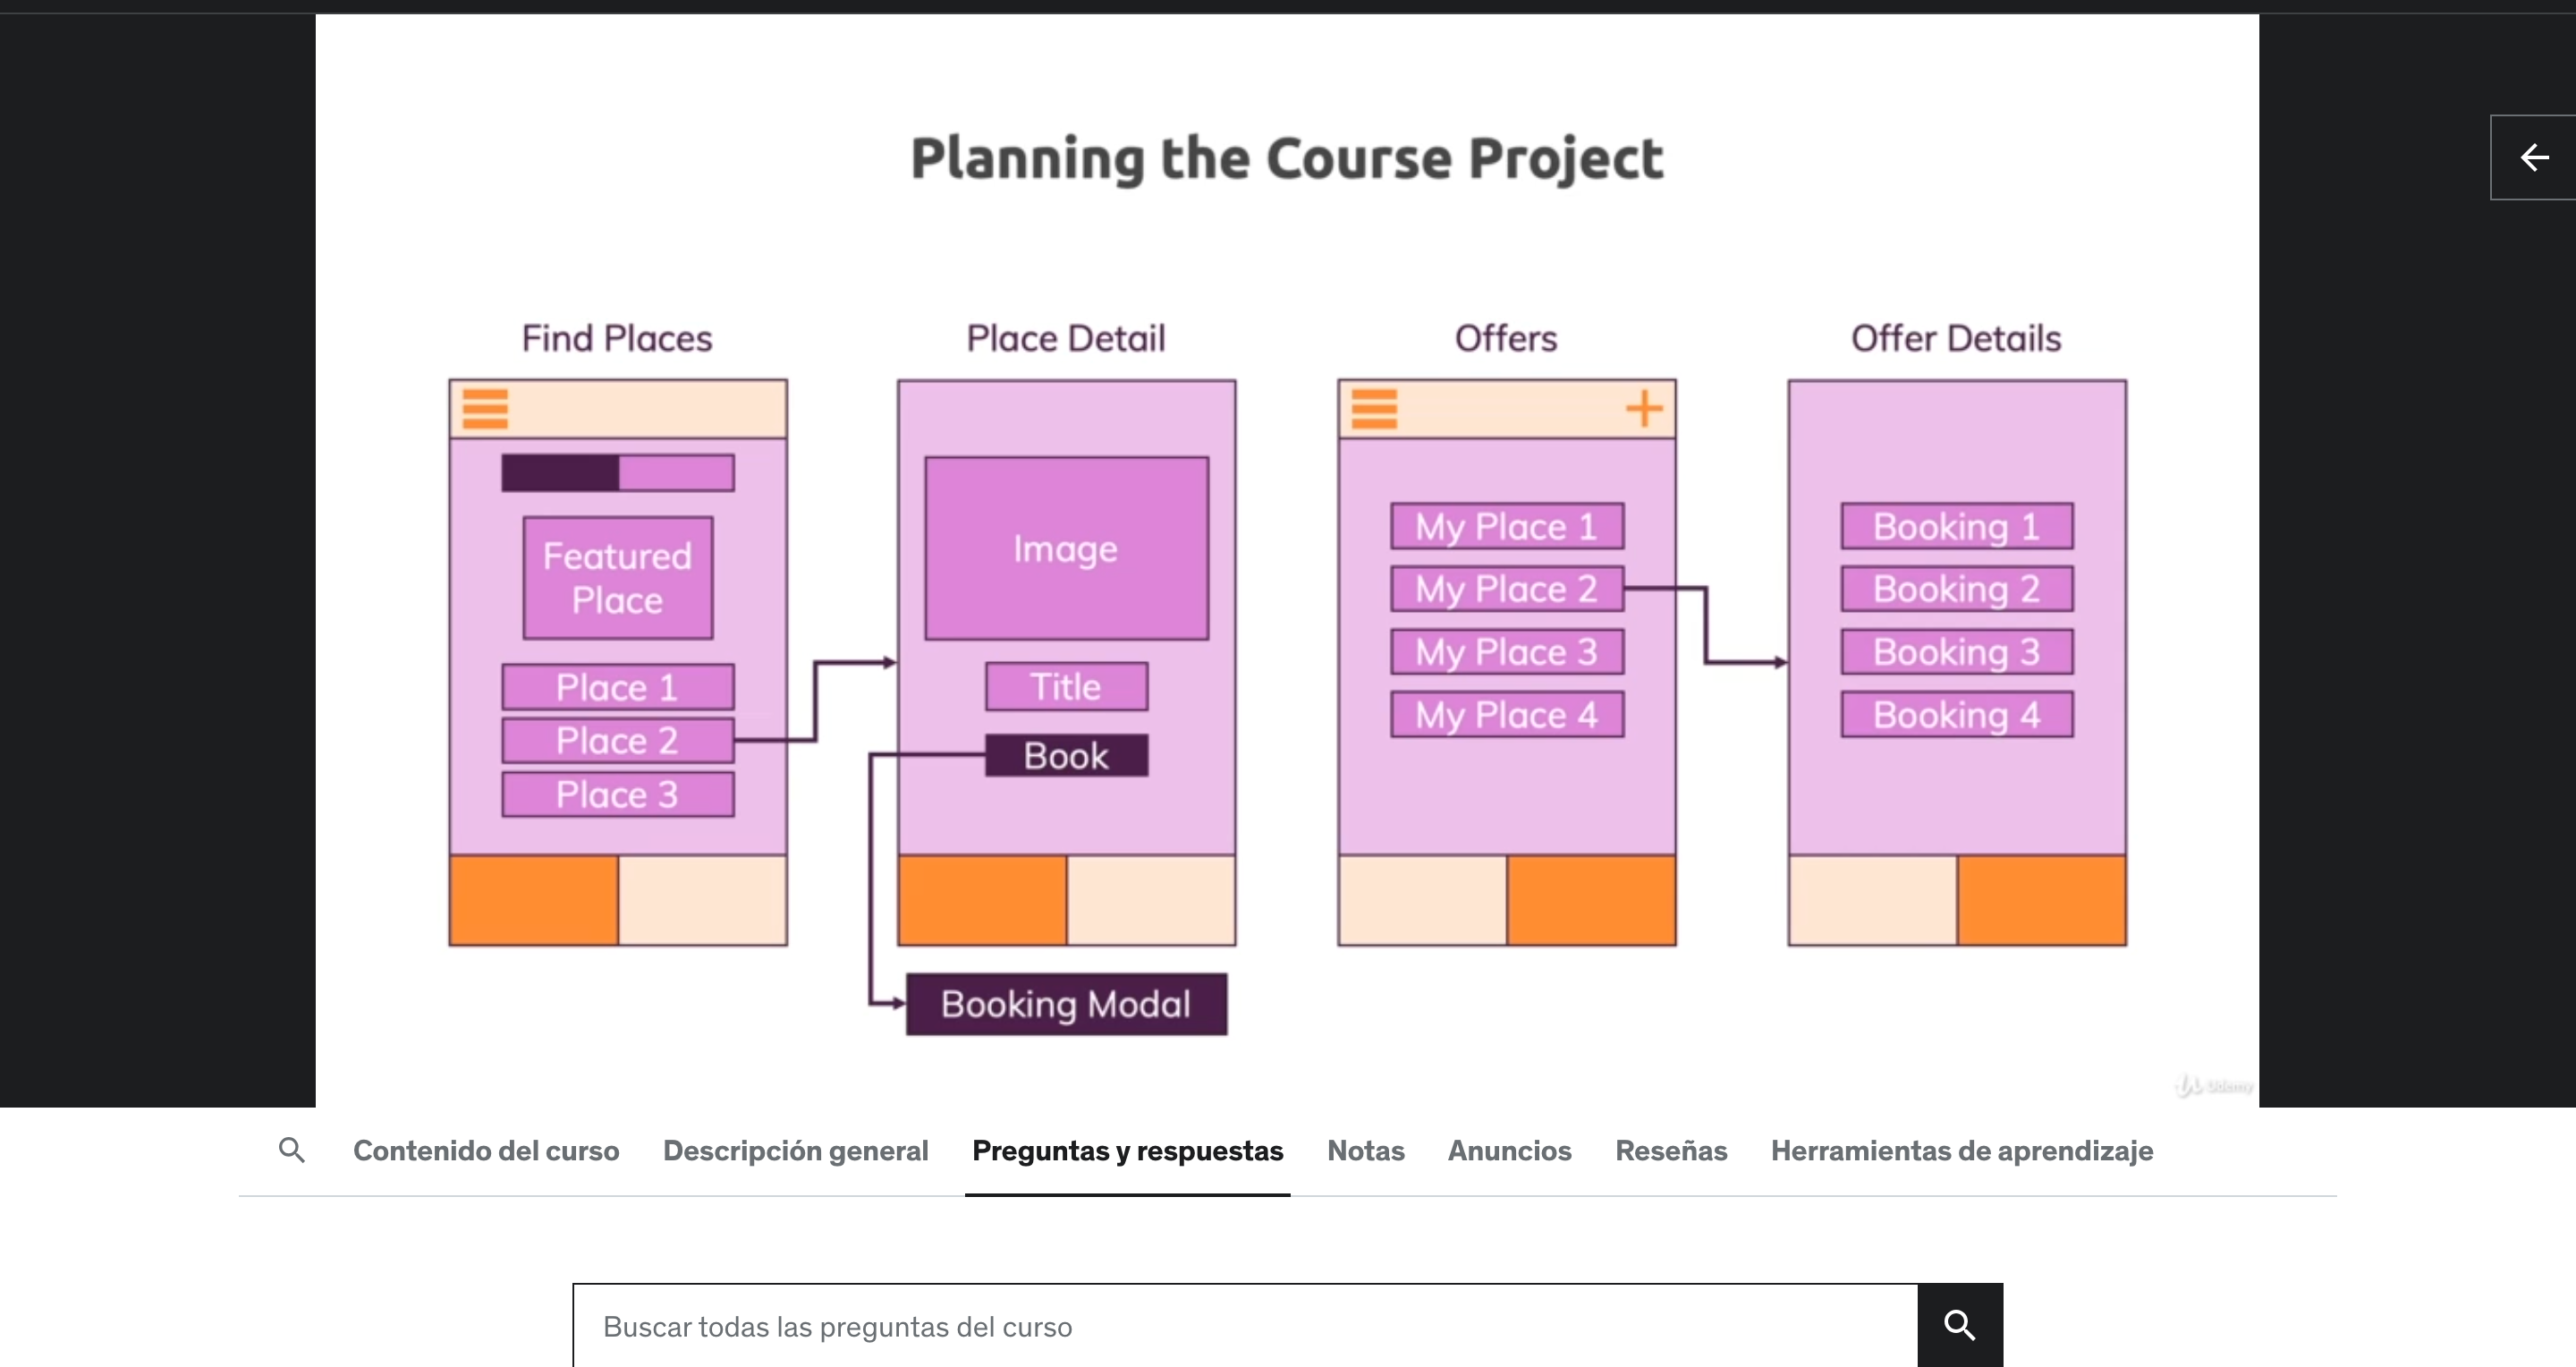 Planning the Course Project
Find Places
Featured
Place
Place 1
Place 2
Place 3
Place Detail
Image
Title
Book
Booking Modal
Offers
My Place 1
My Place 2
My Place 3
My Place 4
Offer Details
Booking 1
Booking 2
Booking 3
Booking 4
Udemy
Contenido del curso Descripción general Preguntas y respuestas Notas Anuncios Reseñas Herramientas de aprendizaje
Buscar todas las preguntas del curso